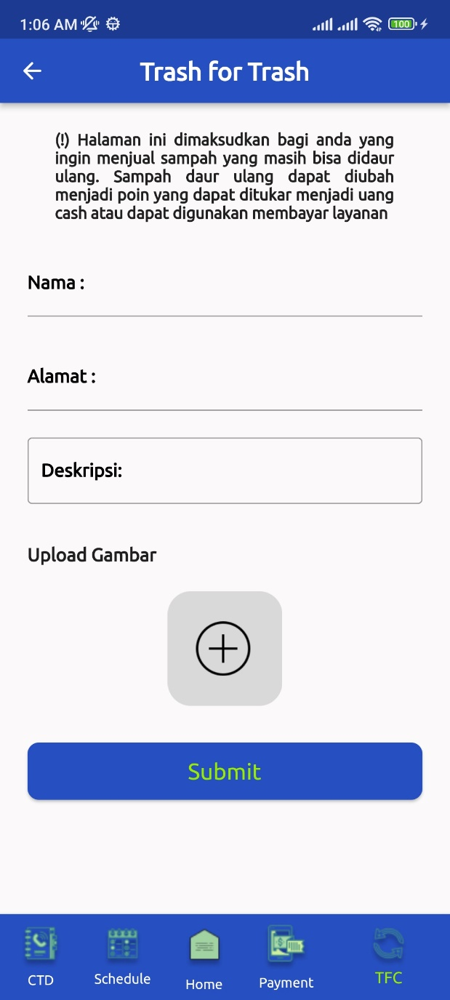 1:06 AM
100
Trash for Trash
(!) Halaman ini dimaksudkan bagi anda yang
ingin menjual sampah yang masih bisa didaur
ulang. Sampah daur ulang dapat diubah
menjadi poin yang dapat ditukar menjadi uang
cash atau dapat digunakan membayar layanan
Nama :
Alamat :
Deskripsi:
Upload Gambar
Submit
CTD
Schedule
Home
Payment
TFC